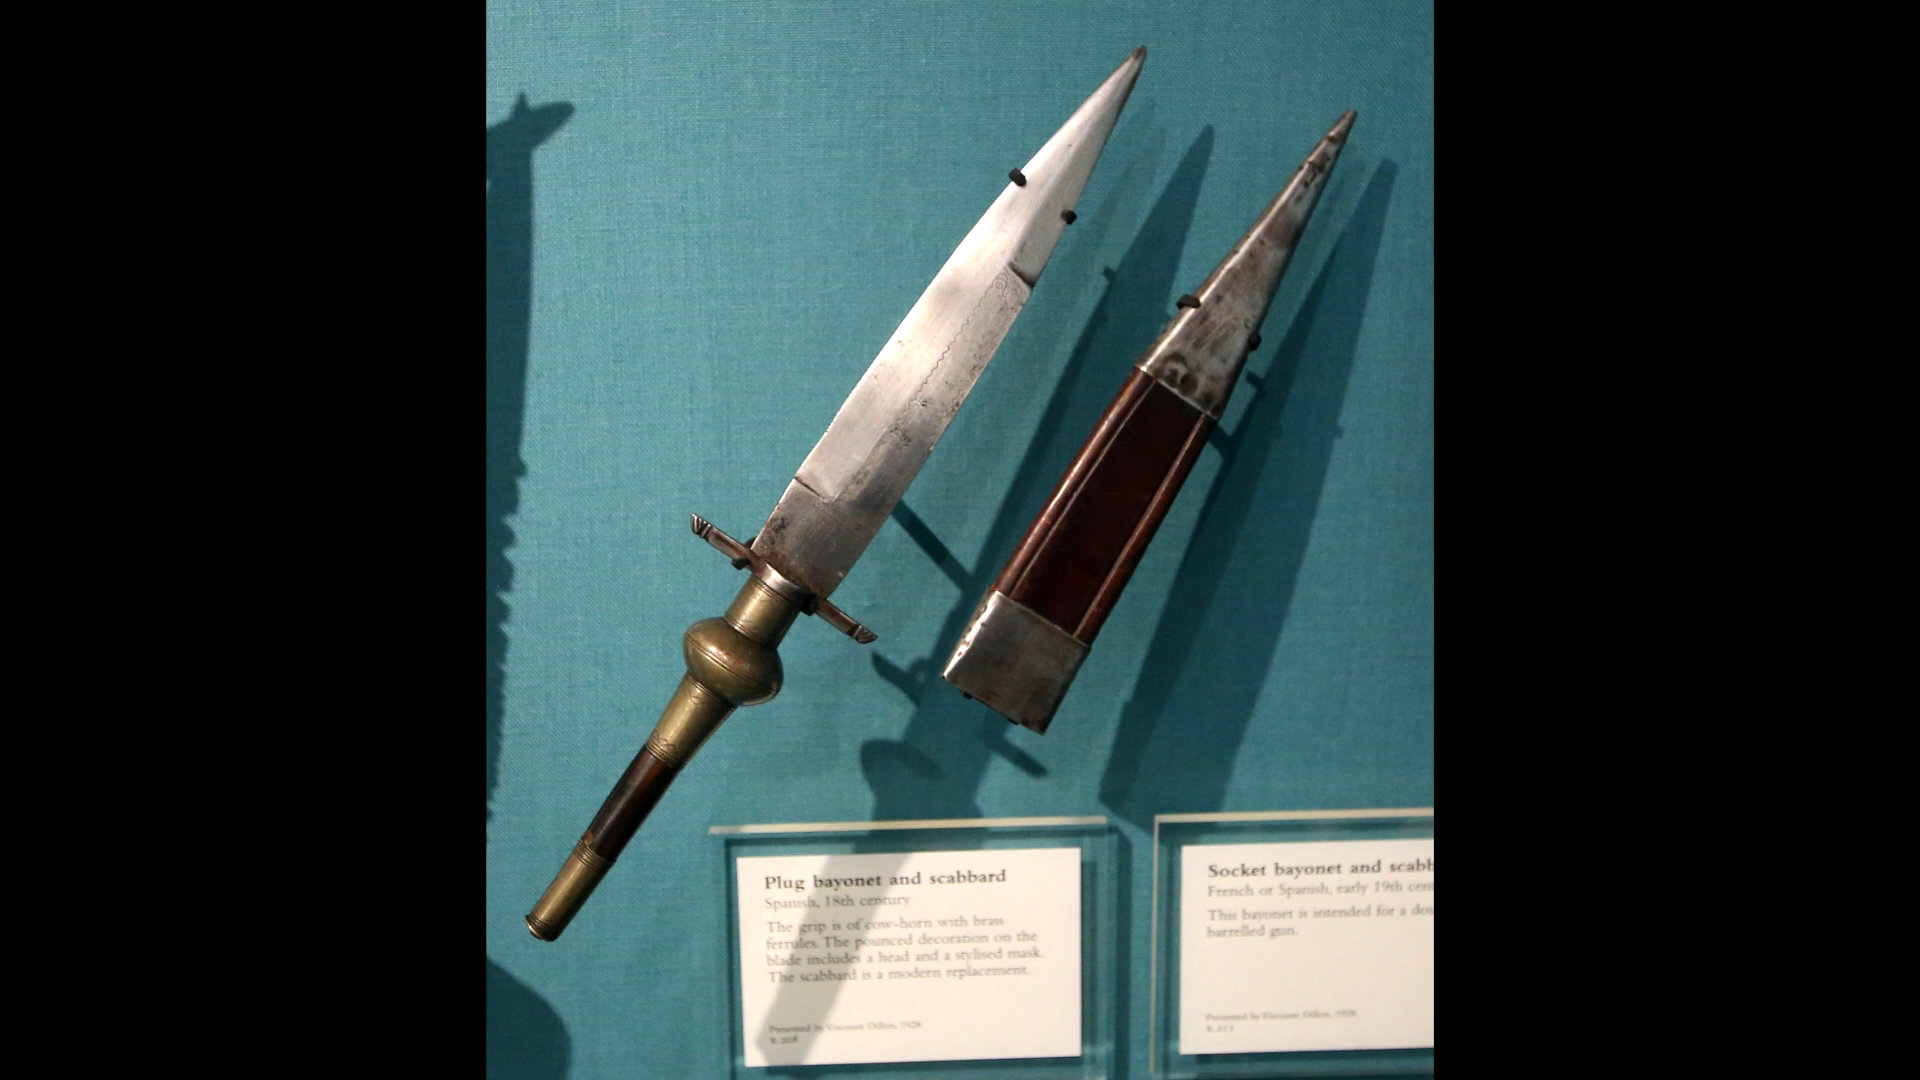 Plug bayonet and scabbard
Spanish, 18th century
The grip is of cow-horn with brass
ferrules. The pounced decoration on the
blade includes a head and a stylised mask.
The scabbard is a modern replacement.
Presented by Viscount Dillon, 1928
X.208
Socket bayonet and scabb
French or Spanish, early 19th cen
This bayonet is intended for a dou
barrelled gun.
Presented by Viscount Dillon, 1928